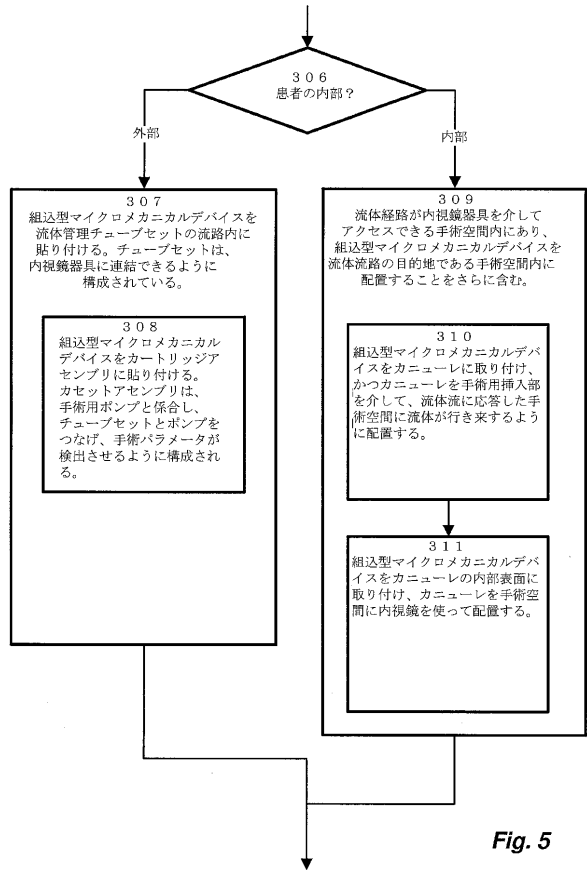 306
患者の内部？
外部
内部
307
組込型マイクロメカニカルデバイスを
流体管理チューブセットの流路内に
貼り付ける。チューブセットは、
内視鏡器具に連結できるように
構成されている。
308
組込型マイクロメカニカル
デバイスをカートリッジア
センブリに貼り付ける。
カセットアセンブリは、
手術用ポンプと係合し、
チューブセットとポンプを
つなげ、手術パラメータが
検出させるように構成され
る。
309
流体経路が内視鏡器具を介して
アクセスできる手術空間内にあり、
組込型マイクロメカニカルデバイスを
流体流路の目的地である手術空間内に
配置することをさらに含む。
310
組込型マイクロメカニカルデバ
イスをカニューレに取り付け、
かつカニューレを手術用挿入部
を介して、流体流に応答した手
術空間に流体が行き来するよう
に配置する。
311
組込型マイクロメカニカルデバ
イスをカニューレの内部表面に
取り付け、カニューレを手術空
間に内視鏡を使って配置する。
Fig. 5